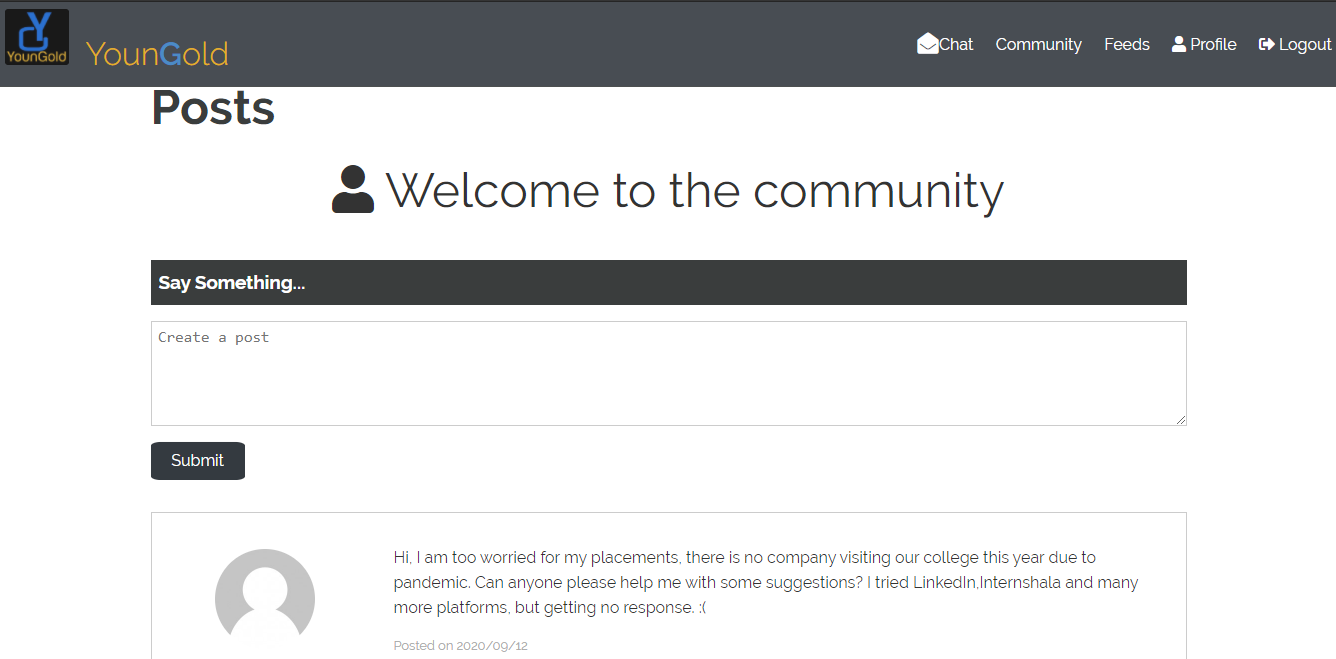 YounGold
YounGold
Chat
Community
Feeds
Profile
Logout
Posts
Welcome to the community
Say Something...
Create a post
Submit
Hi, I am too worried for my placements, there is no company visiting our college this year due to
pandemic. Can anyone please help me with some suggestions? I tried LinkedIn,Internshala and many
more platforms, but getting no response. :(
Posted on 2020/09/12